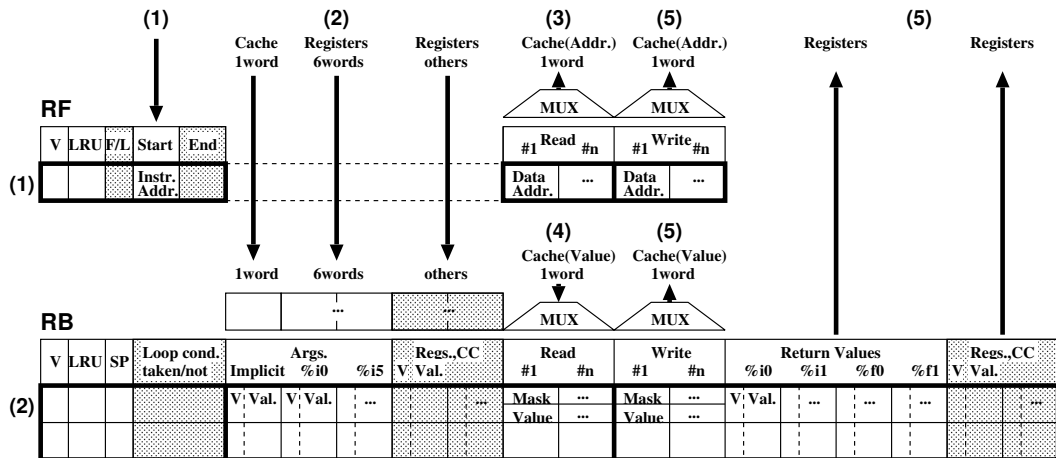 (1) (2) (3) (5) (5)
Cache Registers Registers Cache(Addr.) Cache(Addr.) Registers Registers
1word 6words others 1word 1word
RF MUX MUX
V LRU F/L Start End #1 Read #n #1 Write #n
(1) Instr. Addr. Data Addr. ... Data Addr. ...
(4) (5)
Cache(Value) Cache(Value)
1word 6words others 1word 1word
... ...
RB MUX MUX
V LRU SP Loop cond. Args. Regs.,CC Read Write Return Values Regs.,CC
taken/not Implicit %i0 %i5 V Val. #1 #n #1 #n %i0 %i1 %f0 %f1 V Val.
(2) V Val. V Val. ... ... Mask ... Mask ... V Val. ... ... ... ...
Value ... Value ...